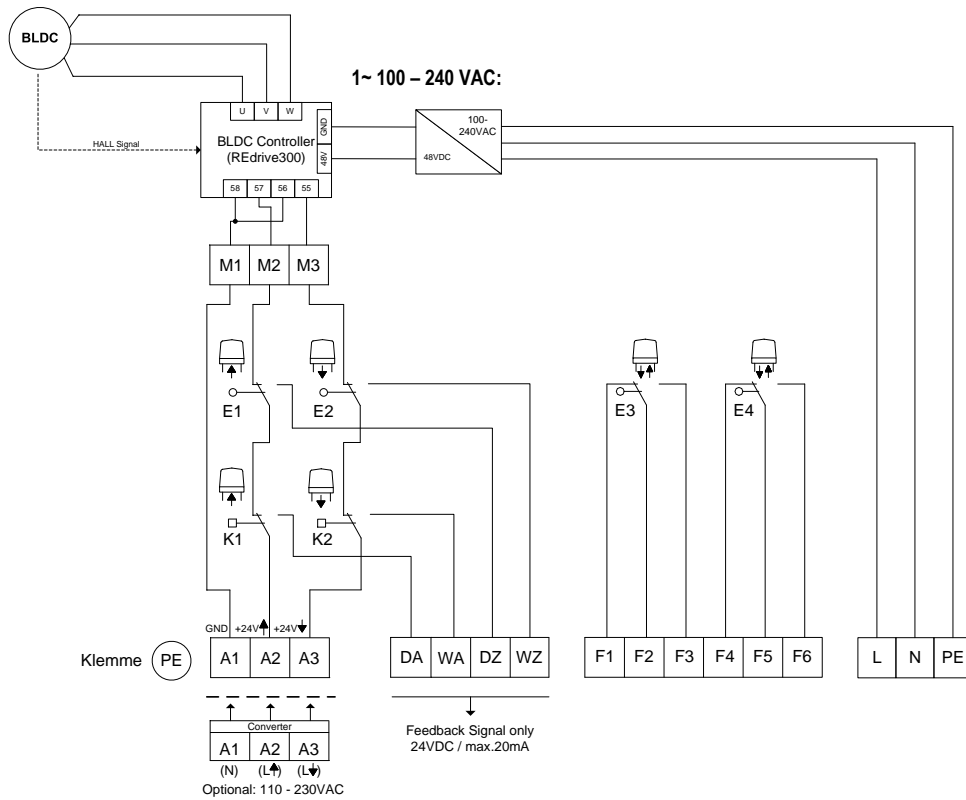 BLDC
1~ 100 – 240 VAC:
U V W
100-
240VAC
GND
BLDC Controller
(REdrive300)
HALL Signal
48V
48VDC
58 57 56 55
M1 M2 M3
E1 E2 E3 E4
K1 K2
GND +24V +24V
Klemme PE A1 A2 A3 DA WA DZ WZ F1 F2 F3 F4 F5 F6 L N PE
Converter
A1 A2 A3
(N) (L) (L)
Optional: 110 - 230VAC
Feedback Signal only
24VDC / max.20mA